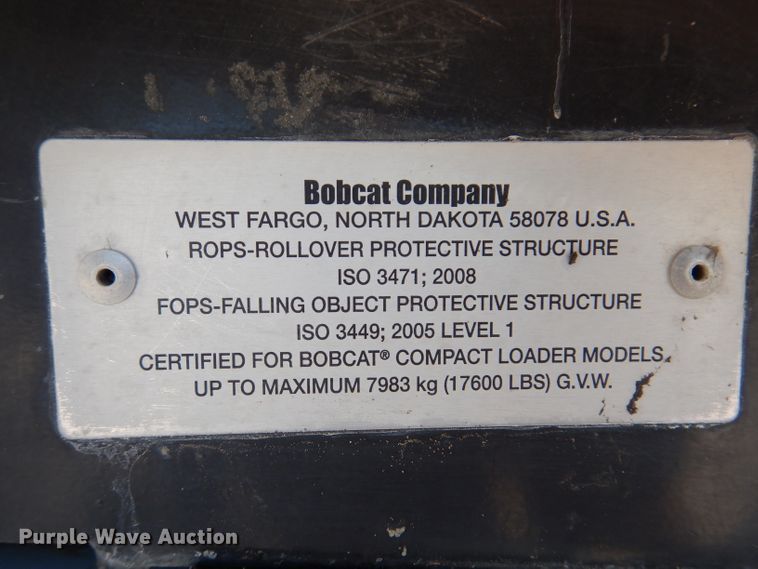 Bobcat Company
WEST FARGO, NORTH DAKOTA 58078 U.S.A.
ROPS-ROLLOVER PROTECTIVE STRUCTURE
ISO 3471; 2008
FOPS-FALLING OBJECT PROTECTIVE STRUCTURE
ISO 3449; 2005 LEVEL 1
CERTIFIED FOR BOBCAT® COMPACT LOADER MODELS
UP TO MAXIMUM 7983 kg (17600 LBS) G.V.W.
Purple Wave Auction